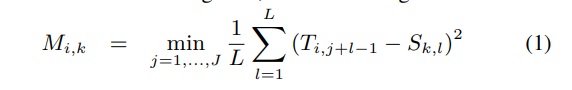 M_{i,k} = \min_{j=1,...,J} \frac{1}{L} \sum_{l=1}^{L} (T_{i,j+l-1} − S_{k,l})^2 (1)